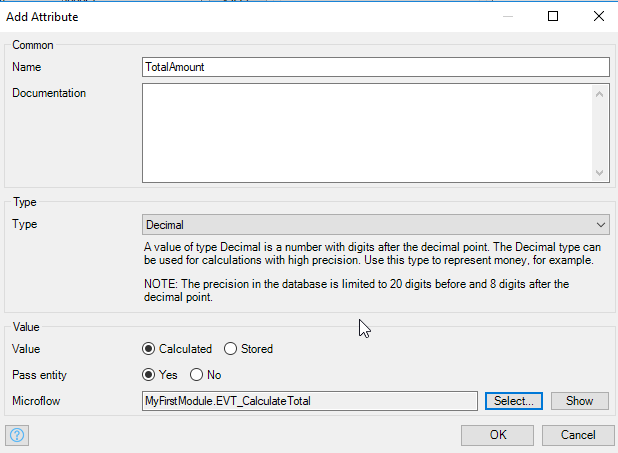 Add Attribute
Common
Name
TotalAmount
Documentation
Type
Type
Decimal
A value of type Decimal is a number with digits after the decimal point. The Decimal type can
be used for calculations with high precision. Use this type to represent money, for example.
NOTE: The precision in the database is limited to 20 digits before and 8 digits after the
decimal point.
Value
Value
Calculated
Stored
Pass entity
Yes
No
Microflow
MyFirstModule.EVT_CalculateTotal
Select...
Show
?
OK
Cancel